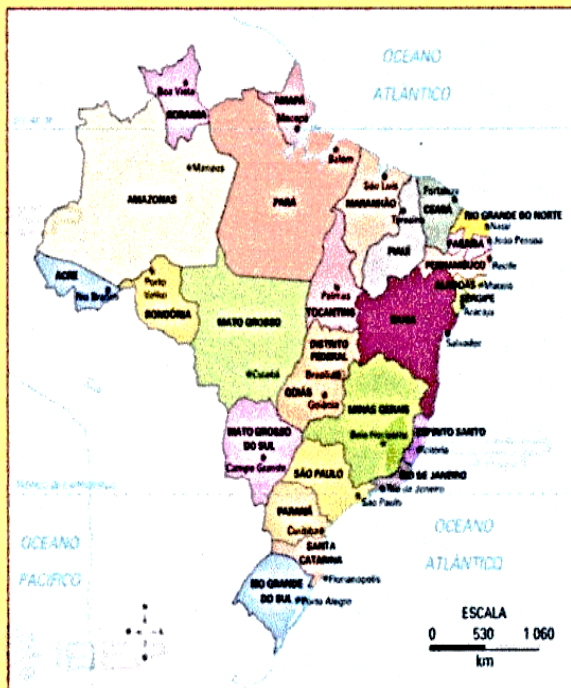 OCEANO
ATLÂNTICO
Boa Vista
RORAIMA
AMAPÁ
Macapá
Manaus
Belém
São Luís
Fortaleza
AMAZONAS
PARÁ
MARANHÃO
Teresina
CEARÁ
RIO GRANDE DO NORTE
Natal
PARAÍBA
João Pessoa
PIAUÍ
PERNAMBUCO
Recife
ACRE
Rio Branco
Porto
Velho
RONDÔNIA
ALAGOAS
Maceió
SERGIPE
Aracaju
Palmas
TOCANTINS
BAHIA
MATO GROSSO
Salvador
DISTRITO
FEDERAL
Brasília
Cuiabá
GOIÁS
Goiânia
MINAS GERAIS
Belo Horizonte
MATO GROSSO
DO SUL
Campo Grande
ESPÍRITO SANTO
Vitória
SÃO PAULO
RIO DE JANEIRO
Rio de Janeiro
São Paulo
PARANÁ
Curitiba
SANTA
CATARINA
Florianópolis
RIO GRANDE
DO SUL
Porto Alegre
OCEANO
PACÍFICO
OCEANO
ATLÂNTICO
ESCALA
0 530 1 060
km